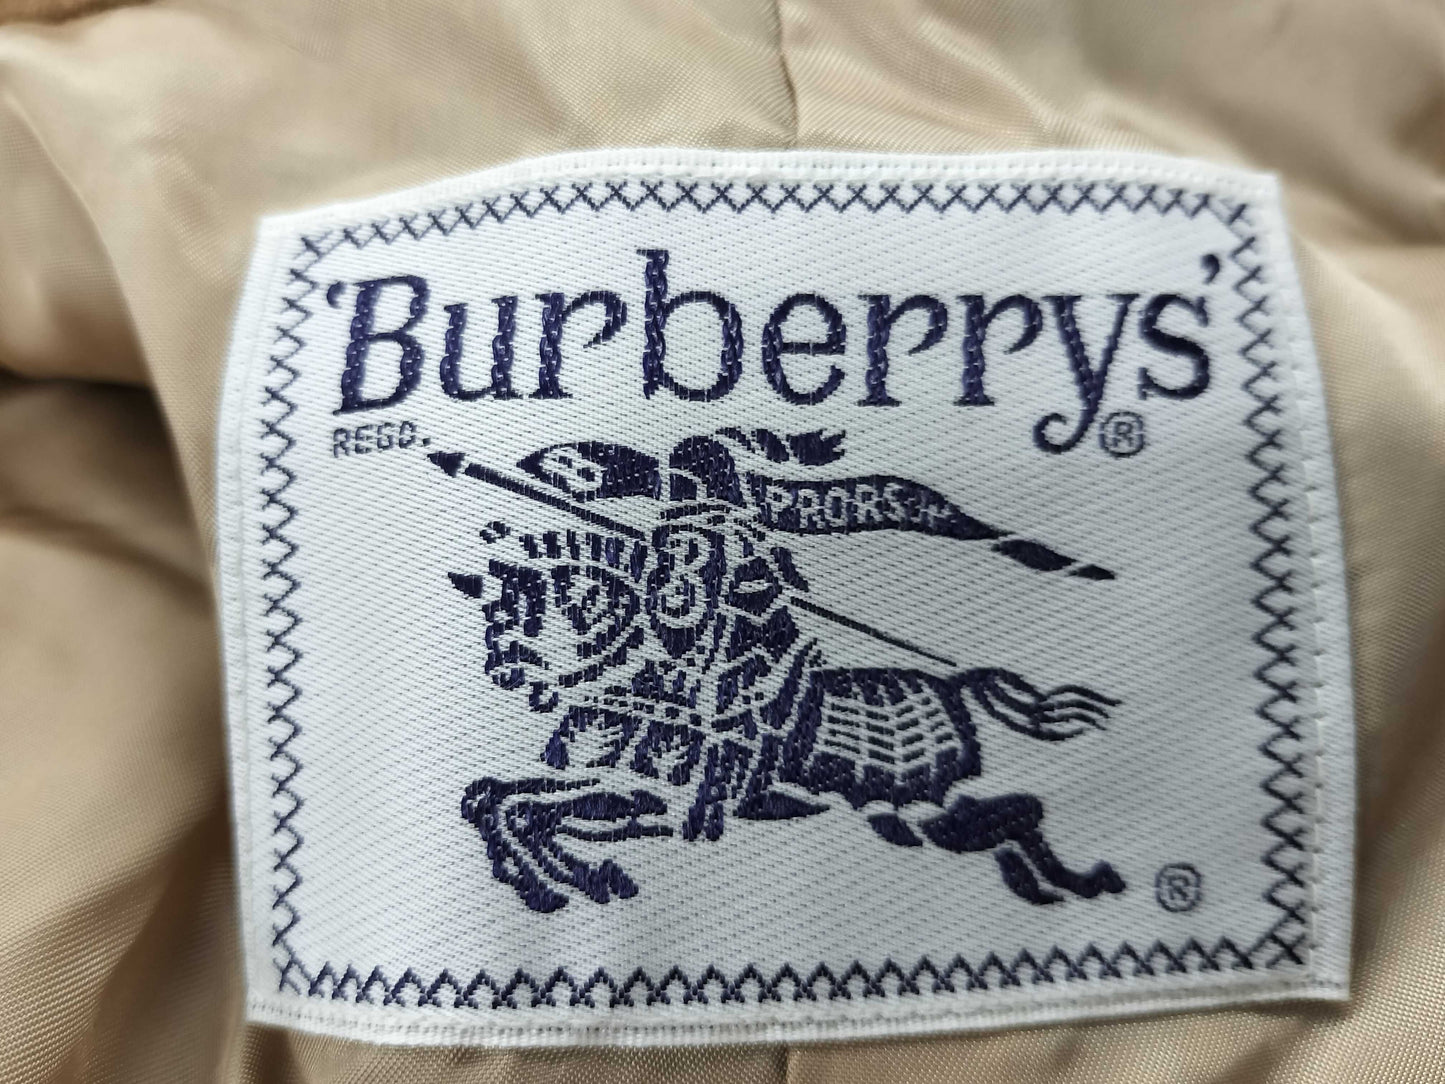 'Burberrys'
REGD. ®
B PRORSUM
B
®